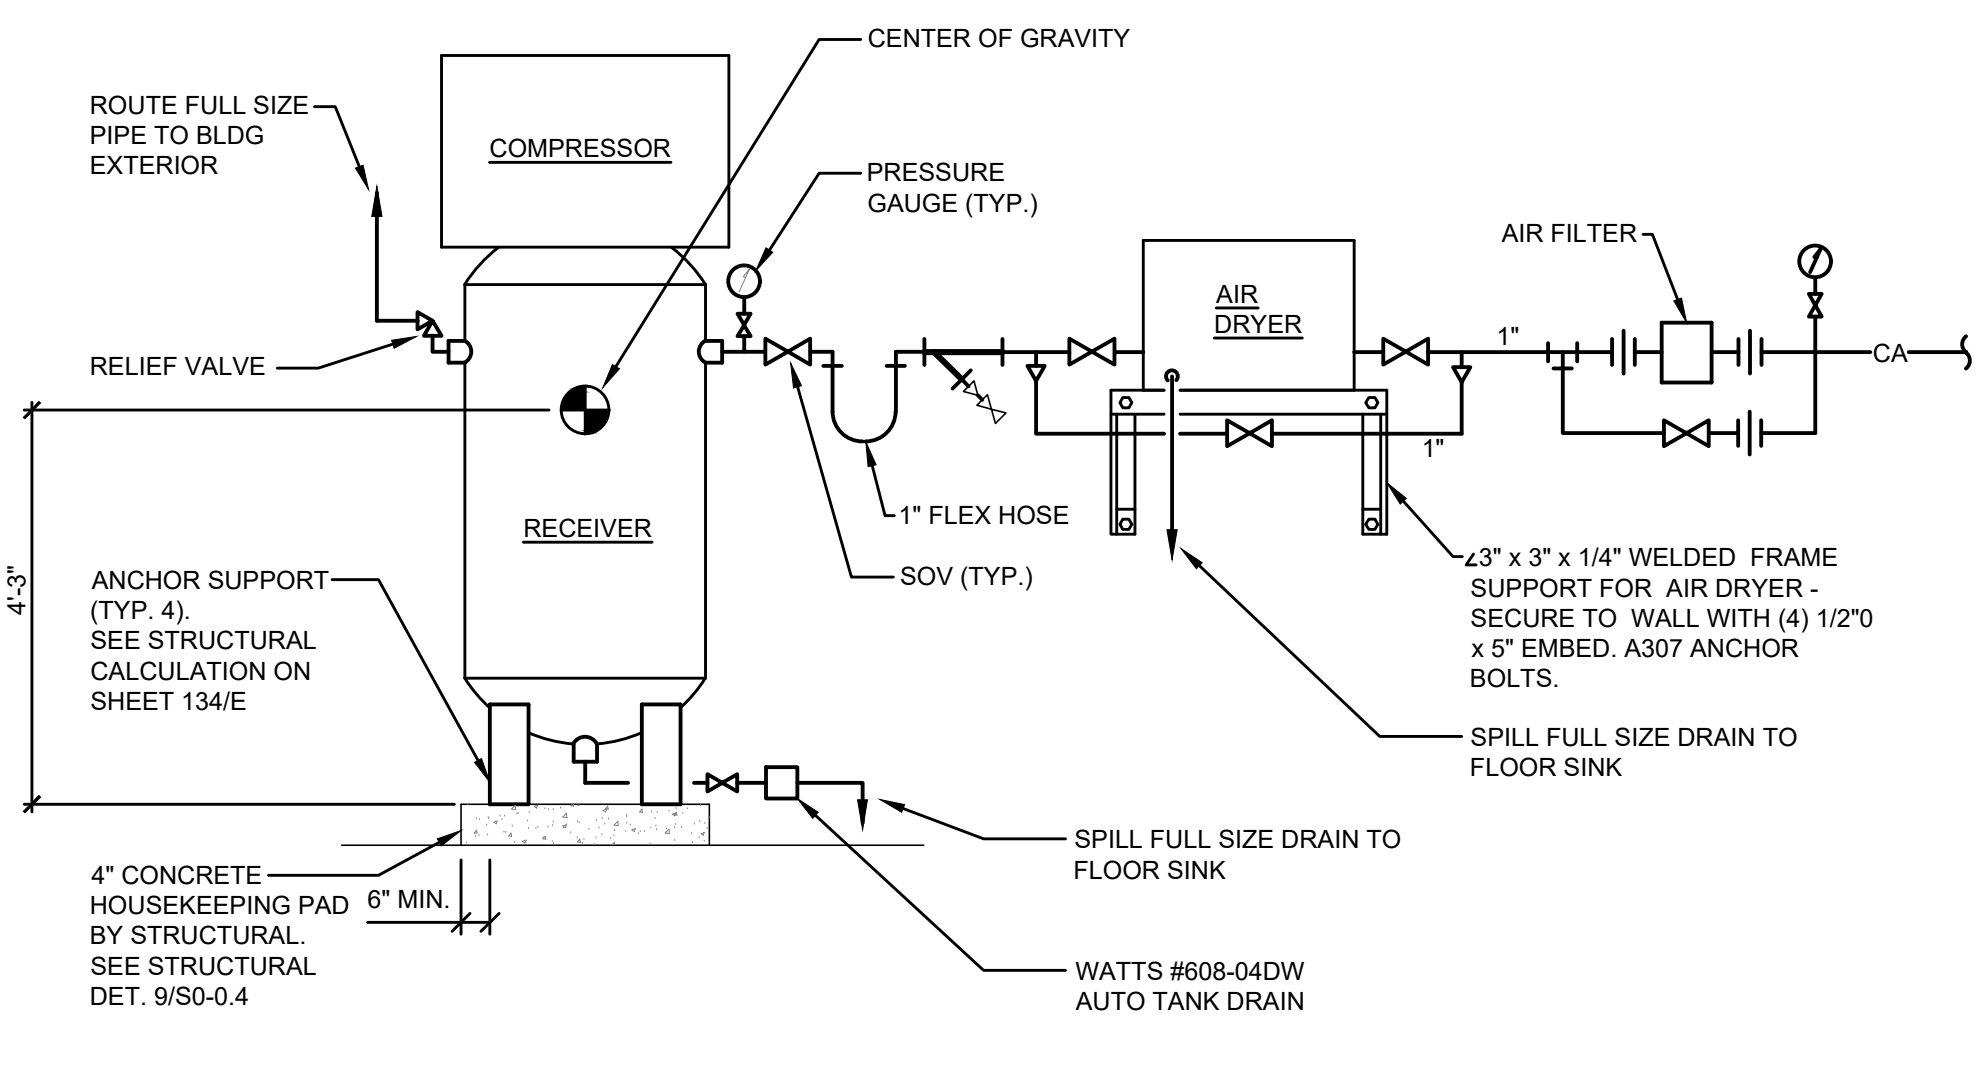 CENTER OF GRAVITY
ROUTE FULL SIZE
PIPE TO BLDG
EXTERIOR
COMPRESSOR
PRESSURE
GAUGE (TYP.)
AIR FILTER
AIR
DRYER
1"
CA
RELIEF VALVE
1"
RECEIVER
1" FLEX HOSE
SOV (TYP.)
4'-3"
ANCHOR SUPPORT
(TYP. 4).
SEE STRUCTURAL
CALCULATION ON
SHEET 134/E
∠3" x 3" x 1/4" WELDED FRAME
SUPPORT FOR AIR DRYER -
SECURE TO WALL WITH (4) 1/2"0
x 5" EMBED. A307 ANCHOR
BOLTS.
SPILL FULL SIZE DRAIN TO
FLOOR SINK
SPILL FULL SIZE DRAIN TO
FLOOR SINK
4" CONCRETE
HOUSEKEEPING PAD
BY STRUCTURAL.
SEE STRUCTURAL
DET. 9/S0-0.4
6" MIN.
WATTS #608-04DW
AUTO TANK DRAIN